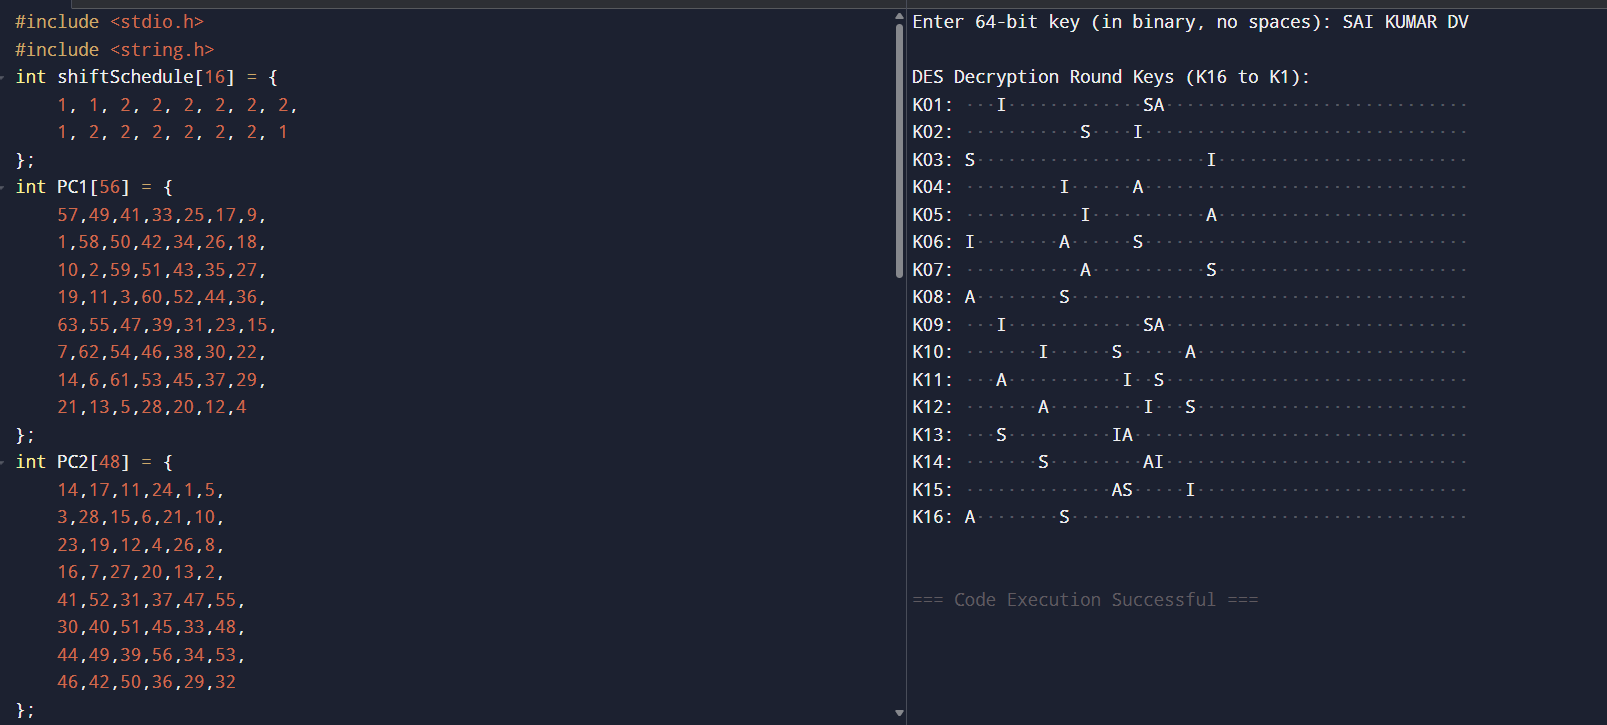 #include <stdio.h>
#include <string.h>
int shiftSchedule[16] = {
    1, 1, 2, 2, 2, 2, 2, 2,
    1, 2, 2, 2, 2, 2, 2, 1
};
int PC1[56] = {
    57,49,41,33,25,17,9,
    1,58,50,42,34,26,18,
    10,2,59,51,43,35,27,
    19,11,3,60,52,44,36,
    63,55,47,39,31,23,15,
    7,62,54,46,38,30,22,
    14,6,61,53,45,37,29,
    21,13,5,28,20,12,4
};
int PC2[48] = {
    14,17,11,24,1,5,
    3,28,15,6,21,10,
    23,19,12,4,26,8,
    16,7,27,20,13,2,
    41,52,31,37,47,55,
    30,40,51,45,33,48,
    44,49,39,56,34,53,
    46,42,50,36,29,32
};
Enter 64-bit key (in binary, no spaces): SAI KUMAR DV
DES Decryption Round Keys (K16 to K1):
K01: ···I·············SA·····························
K02: ···········S····I·······························
K03: S······················I························
K04: ·········I······A·······························
K05: ···········I···········A························
K06: I········A······S·······························
K07: ···········A···········S························
K08: A········S······································
K09: ···I·············SA·····························
K10: ·······I······S······A··························
K11: ···A···········I··S·····························
K12: ·······A·········I···S··························
K13: ···S··········IA································
K14: ·······S·········AI·····························
K15: ··············AS·····I··························
K16: A········S······································
=== Code Execution Successful ===